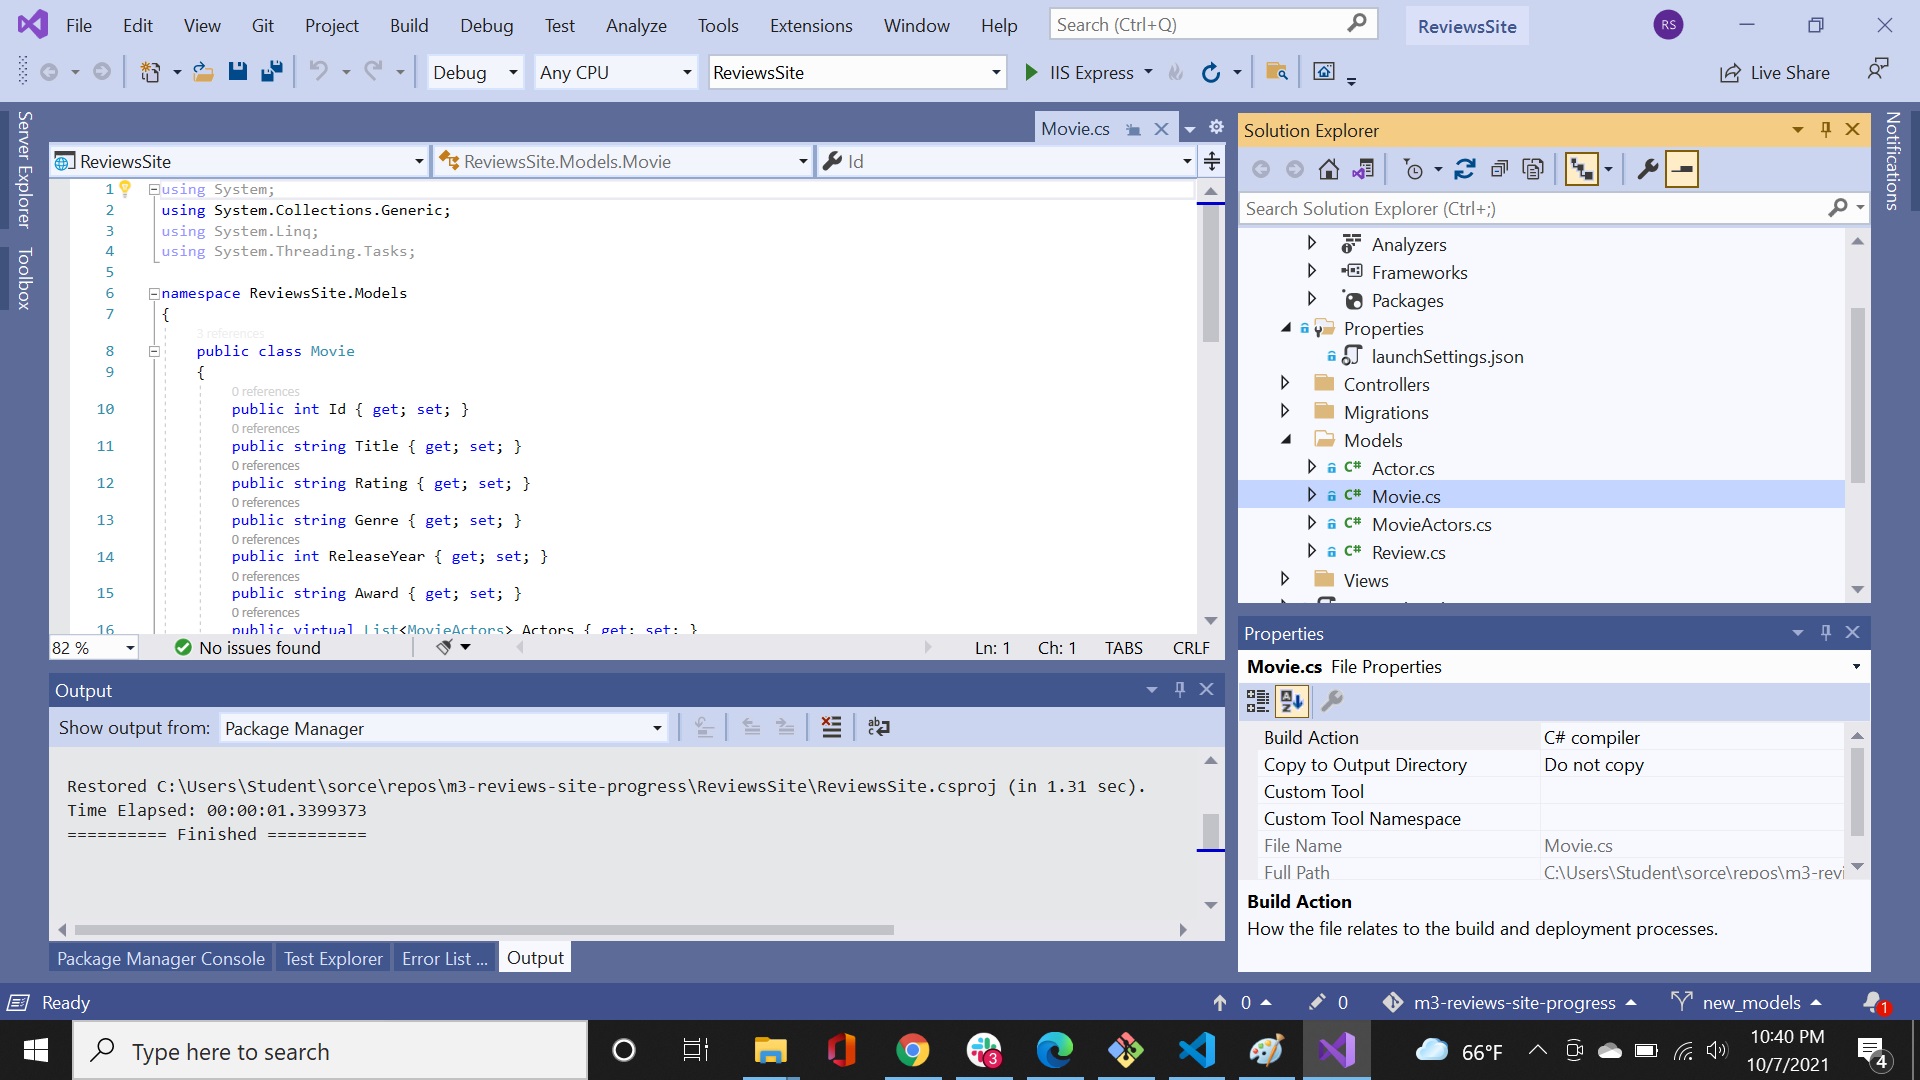 File Edit View Git Project Build Debug Test Analyze Tools Extensions Window Help Search (Ctrl+Q) ReviewsSite RS
Debug Any CPU ReviewsSite IIS Express Live Share
Server Explorer
Toolbox
Notifications
Movie.cs
ReviewsSite ReviewsSite.Models.Movie Id
1 using System;
2 using System.Collections.Generic;
3 using System.Linq;
4 using System.Threading.Tasks;
5
6 namespace ReviewsSite.Models
7 {
3 references
8 public class Movie
9 {
0 references
10 public int Id { get; set; }
0 references
11 public string Title { get; set; }
0 references
12 public string Rating { get; set; }
0 references
13 public string Genre { get; set; }
0 references
14 public int ReleaseYear { get; set; }
0 references
15 public string Award { get; set; }
0 references
16 public virtual List<MovieActors> Actors { get; set; }
82 % No issues found Ln: 1 Ch: 1 TABS CRLF
Output
Show output from: Package Manager
Restored C:\Users\Student\sorce\repos\m3-reviews-site-progress\ReviewsSite\ReviewsSite.csproj (in 1.31 sec).
Time Elapsed: 00:00:01.3399373
========== Finished ==========
Package Manager Console Test Explorer Error List ... Output
Solution Explorer
Search Solution Explorer (Ctrl+;)
Analyzers
Frameworks
Packages
Properties
launchSettings.json
Controllers
Migrations
Models
C# Actor.cs
C# Movie.cs
C# MovieActors.cs
C# Review.cs
Views
Properties
Movie.cs File Properties
Build Action C# compiler
Copy to Output Directory Do not copy
Custom Tool
Custom Tool Namespace
File Name Movie.cs
Full Path C:\Users\Student\sorce\repos\m3-revi
Build Action
How the file relates to the build and deployment processes.
Ready 0 0 m3-reviews-site-progress new_models 1
Type here to search 3 66°F 10:40 PM
10/7/2021 4